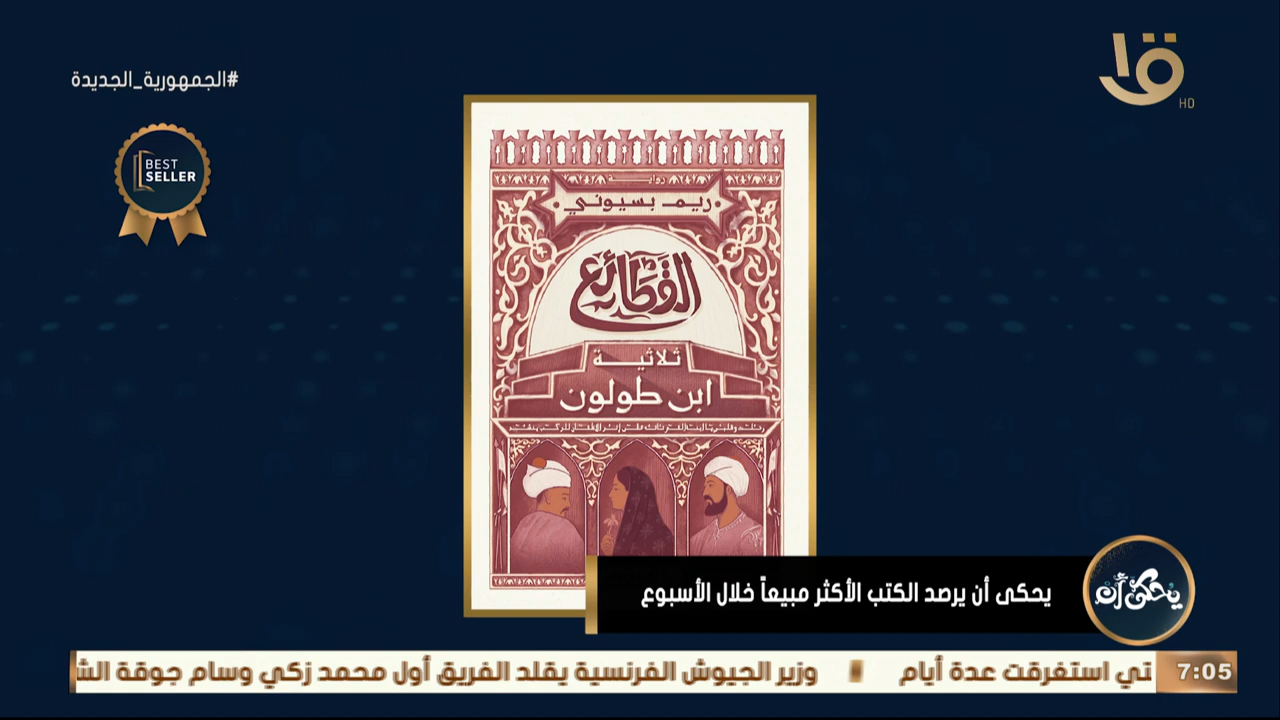 #الجمهورية_الجديدة
HD
BEST
SELLER
رواية
ريم بسيوني
القطائع
ثلاثية
ابن طولون
يحكى أن يرصد الكتب الأكثر مبيعاً خلال الأسبوع
يحكى أن
7:05
تي استغرقت عدة أيام
وزير الجيوش الفرنسية يقلد الفريق أول محمد زكي وسام جوقة الش